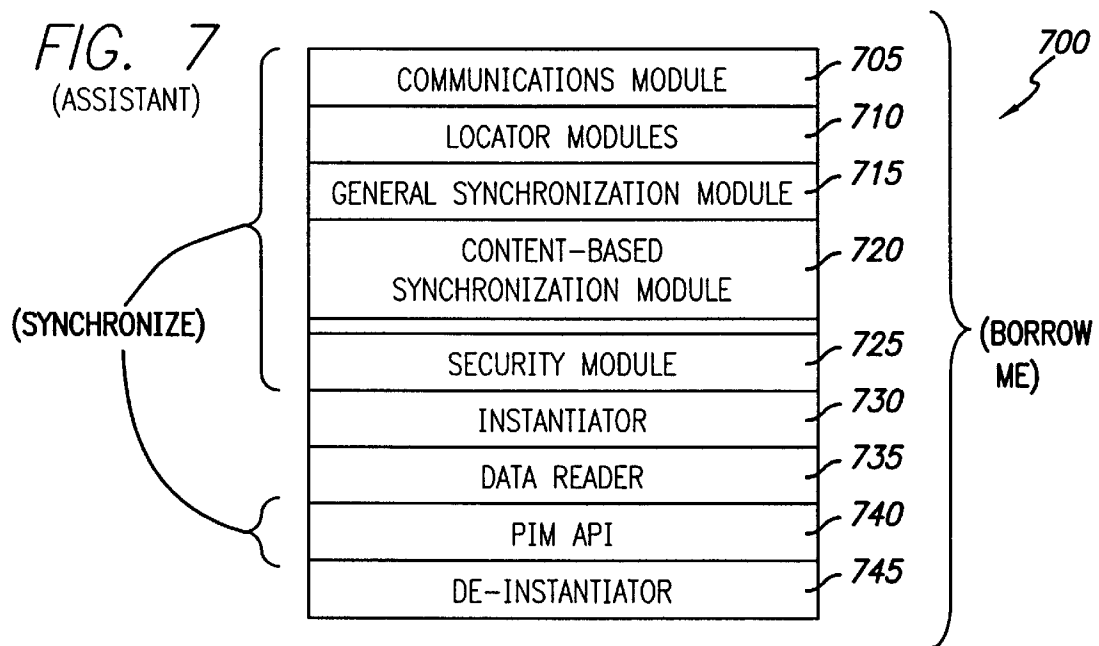 FIG. 7
(ASSISTANT)
700
COMMUNICATIONS MODULE 705
LOCATOR MODULES 710
GENERAL SYNCHRONIZATION MODULE 715
CONTENT-BASED
SYNCHRONIZATION MODULE 720
(SYNCHRONIZE)
SECURITY MODULE 725
(BORROW
ME)
INSTANTIATOR 730
DATA READER 735
PIM API 740
DE-INSTANTIATOR 745